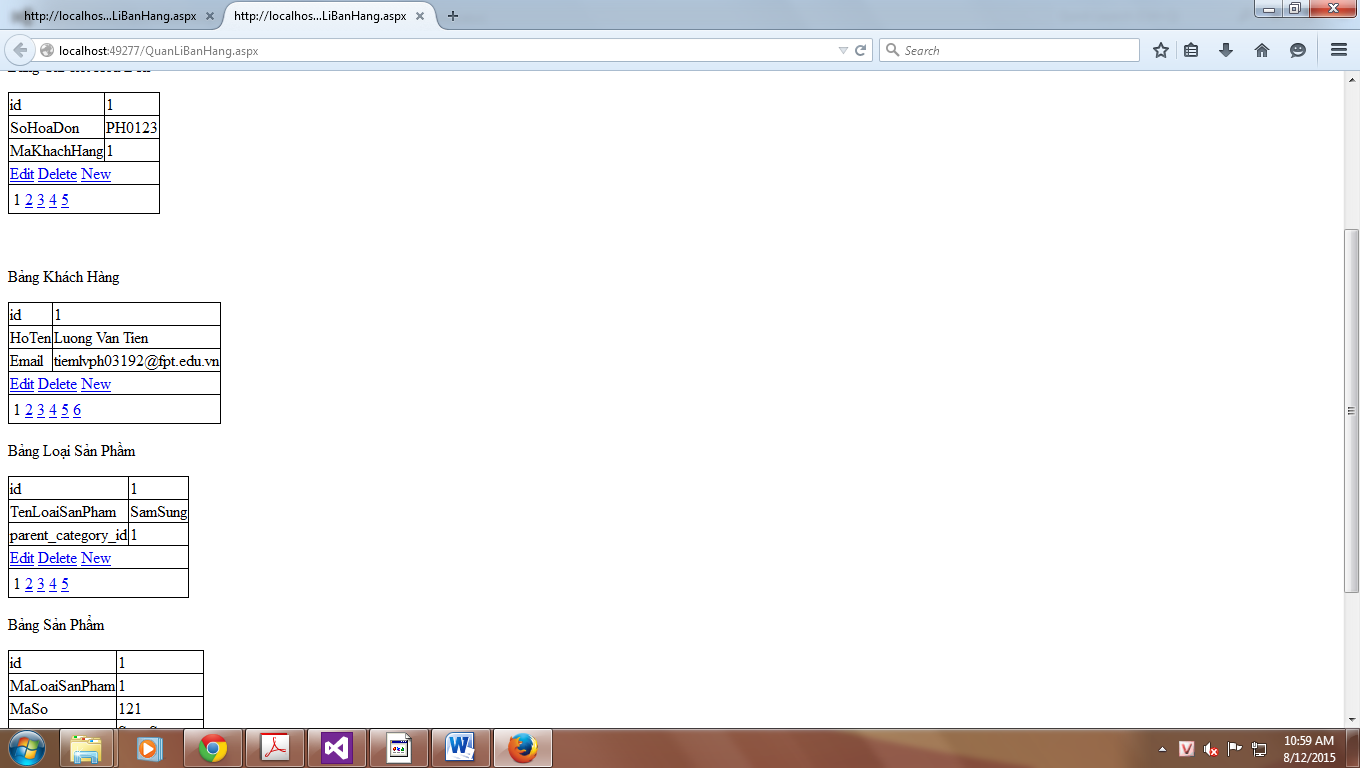 http://localhos...LiBanHang.aspx
http://localhos...LiBanHang.aspx
localhost:49277/QuanLiBanHang.aspx
Search
id 1
SoHoaDon PH0123
MaKhachHang 1
Edit Delete New
1 2 3 4 5
Bảng Khách Hàng
id 1
HoTen Luong Van Tien
Email tiemlvph03192@fpt.edu.vn
Edit Delete New
1 2 3 4 5 6
Bảng Loại Sản Phầm
id 1
TenLoaiSanPham SamSung
parent_category_id 1
Edit Delete New
1 2 3 4 5
Bảng Sản Phẩm
id 1
MaLoaiSanPham 1
MaSo 121
10:59 AM
8/12/2015